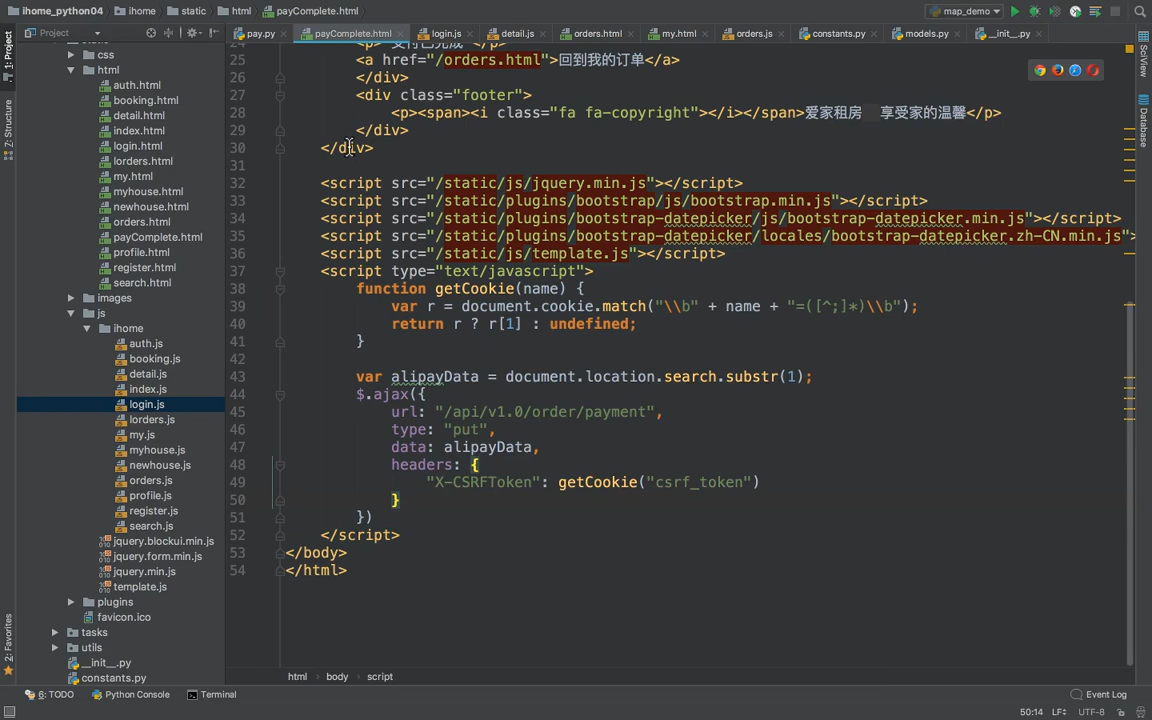 ihome_python04 ihome static html payComplete.html map_demo
Project pay.py payComplete.html login.js detail.js orders.html my.html orders.js constants.py models.py __init__.py
1: Project
7: Structure
2: Favorites
SciView
Database
css
html
auth.html
booking.html
detail.html
index.html
login.html
lorders.html
my.html
myhouse.html
newhouse.html
orders.html
payComplete.html
profile.html
register.html
search.html
images
js
ihome
auth.js
booking.js
detail.js
index.js
login.js
lorders.js
my.js
myhouse.js
newhouse.js
orders.js
profile.js
register.js
search.js
jquery.blockui.min.js
jquery.form.min.js
jquery.min.js
template.js
plugins
favicon.ico
tasks
utils
__init__.py
constants.py
24 <p>支付已完成 </p>
25 <a href="/orders.html">回到我的订单</a>
26 </div>
27 <div class="footer">
28 <p><span><i class="fa fa-copyright"></i></span>爱家租房 享受家的温馨</p>
29 </div>
30 </div>
31
32 <script src="/static/js/jquery.min.js"></script>
33 <script src="/static/plugins/bootstrap/js/bootstrap.min.js"></script>
34 <script src="/static/plugins/bootstrap-datepicker/js/bootstrap-datepicker.min.js"></script>
35 <script src="/static/plugins/bootstrap-datepicker/locales/bootstrap-datepicker.zh-CN.min.js">
36 <script src="/static/js/template.js"></script>
37 <script type="text/javascript">
38 function getCookie(name) {
39 var r = document.cookie.match("\\b" + name + "=([^;]*)\\b");
40 return r ? r[1] : undefined;
41 }
42
43 var alipayData = document.location.search.substr(1);
44 $.ajax({
45 url: "/api/v1.0/order/payment",
46 type: "put",
47 data: alipayData,
48 headers: {
49 "X-CSRFToken": getCookie("csrf_token")
50 }
51 })
52 </script>
53 </body>
54 </html>
html body script
6: TODO Python Console Terminal Event Log
50:14 LF UTF-8